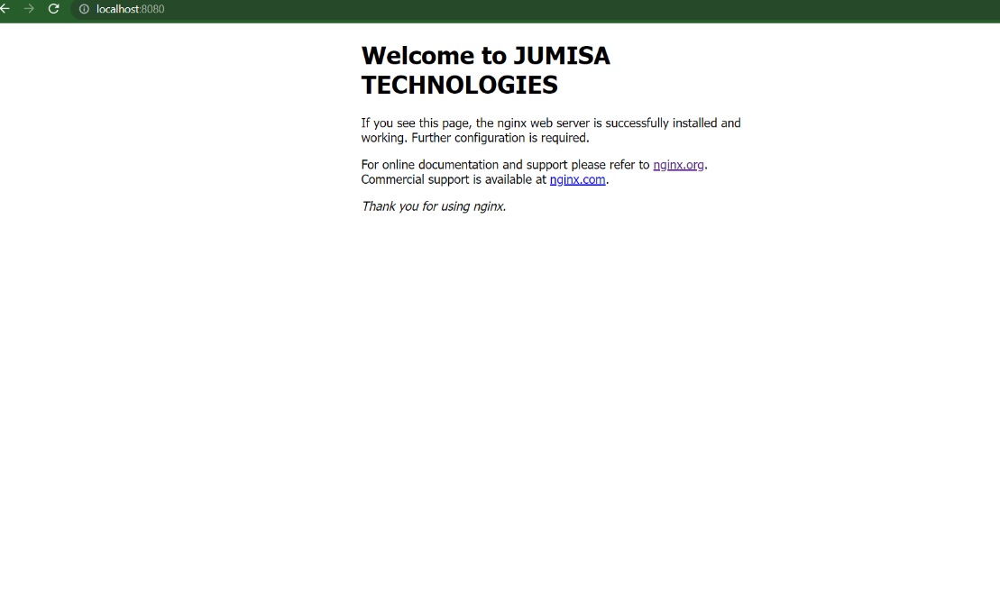 localhost:8080
Welcome to JUMISA
TECHNOLOGIES
If you see this page, the nginx web server is successfully installed and
working. Further configuration is required.
For online documentation and support please refer to nginx.org.
Commercial support is available at nginx.com.
Thank you for using nginx.